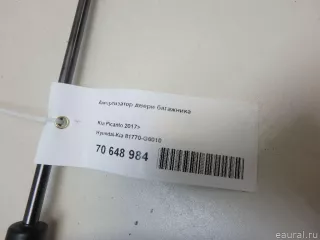 Амортизатор двери багажника
Kia Picanto 2017>
Hyundai-Kia 81770-G6010
70 648 984
eaural.ru